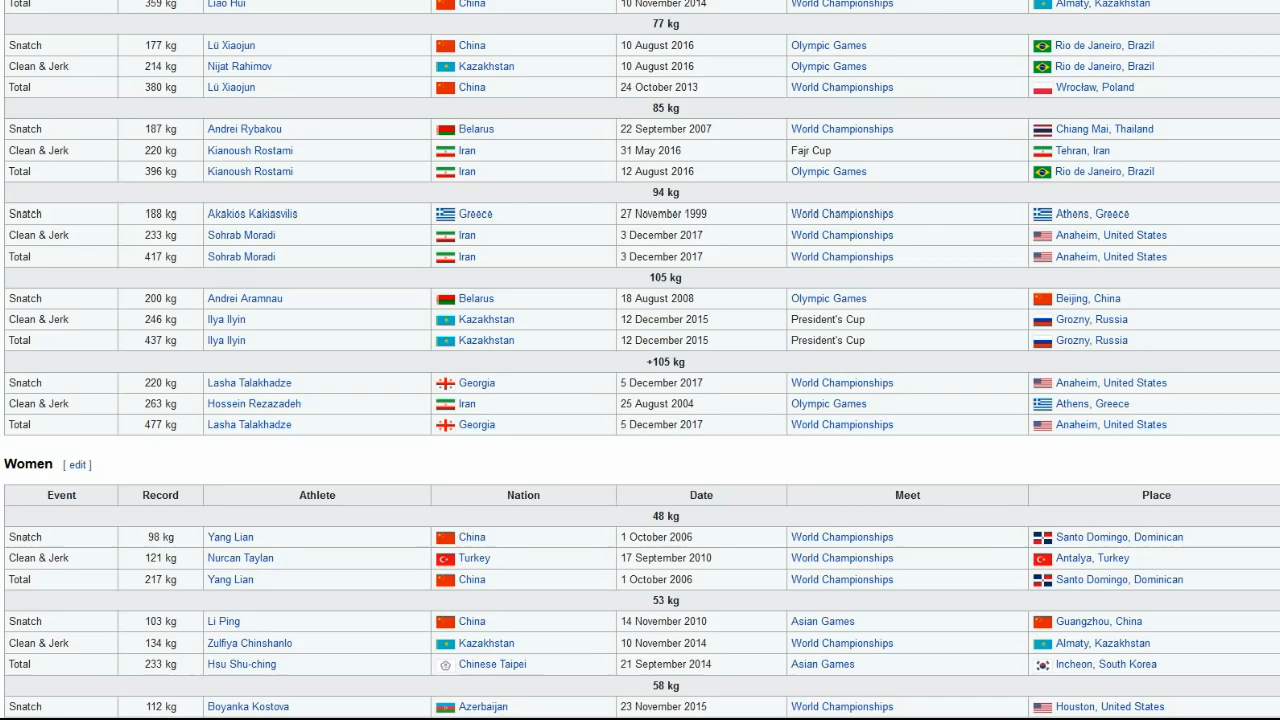 Total 359 kg Liao Hui China 10 November 2014 World Championships Almaty, Kazakhstan
77 kg
Snatch 177 kg Lü Xiaojun China 10 August 2016 Olympic Games Rio de Janeiro, Brazil
Clean & Jerk 214 kg Nijat Rahimov Kazakhstan 10 August 2016 Olympic Games Rio de Janeiro, Brazil
Total 380 kg Lü Xiaojun China 24 October 2013 World Championships Wrocław, Poland
85 kg
Snatch 187 kg Andrei Rybakou Belarus 22 September 2007 World Championships Chiang Mai, Thailand
Clean & Jerk 220 kg Kianoush Rostami Iran 31 May 2016 Fajr Cup Tehran, Iran
Total 396 kg Kianoush Rostami Iran 12 August 2016 Olympic Games Rio de Janeiro, Brazil
94 kg
Snatch 188 kg Akakios Kakiasvilis Greece 27 November 1999 World Championships Athens, Greece
Clean & Jerk 233 kg Sohrab Moradi Iran 3 December 2017 World Championships Anaheim, United States
Total 417 kg Sohrab Moradi Iran 3 December 2017 World Championships Anaheim, United States
105 kg
Snatch 200 kg Andrei Aramnau Belarus 18 August 2008 Olympic Games Beijing, China
Clean & Jerk 246 kg Ilya Ilyin Kazakhstan 12 December 2015 President's Cup Grozny, Russia
Total 437 kg Ilya Ilyin Kazakhstan 12 December 2015 President's Cup Grozny, Russia
+105 kg
Snatch 220 kg Lasha Talakhadze Georgia 5 December 2017 World Championships Anaheim, United States
Clean & Jerk 263 kg Hossein Rezazadeh Iran 25 August 2004 Olympic Games Athens, Greece
Total 477 kg Lasha Talakhadze Georgia 5 December 2017 World Championships Anaheim, United States
Women [ edit ]
Event Record Athlete Nation Date Meet Place
48 kg
Snatch 98 kg Yang Lian China 1 October 2006 World Championships Santo Domingo, Dominican
Clean & Jerk 121 kg Nurcan Taylan Turkey 17 September 2010 World Championships Antalya, Turkey
Total 217 kg Yang Lian China 1 October 2006 World Championships Santo Domingo, Dominican
53 kg
Snatch 103 kg Li Ping China 14 November 2010 Asian Games Guangzhou, China
Clean & Jerk 134 kg Zulfiya Chinshanlo Kazakhstan 10 November 2014 World Championships Almaty, Kazakhstan
Total 233 kg Hsu Shu-ching Chinese Taipei 21 September 2014 Asian Games Incheon, South Korea
58 kg
Snatch 112 kg Boyanka Kostova Azerbaijan 23 November 2015 World Championships Houston, United States